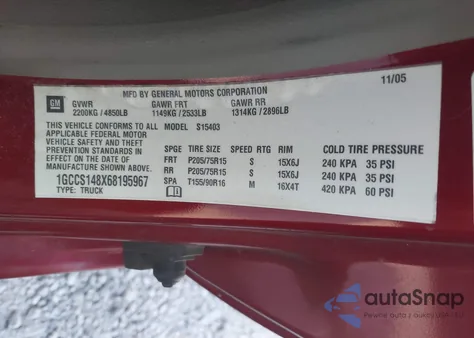 MFD BY GENERAL MOTORS CORPORATION
11/05
GM
GVWR GAWR FRT GAWR RR
2200KG / 4850LB 1149KG / 2533LB 1314KG / 2896LB
THIS VEHICLE CONFORMS TO ALL MODEL S15403
APPLICABLE FEDERAL MOTOR
VEHICLE SAFETY AND
THEFT PREVENTION STANDARDS
IN EFFECT ON THE DATE OF
MANUFACTURE SHOWN ABOVE.
1GCCS148X68195967
TYPE: TRUCK
TIRE SIZE SPEED RIM COLD TIRE PRESSURE
FRT P205/75R15 S 15X6J 240 KPA 35 PSI
RR P205/75R15 S 15X6J 240 KPA 35 PSI
SPA T155/90R16 M 16X4T 420 KPA 60 PSI
autoSnap
Pewne auto z